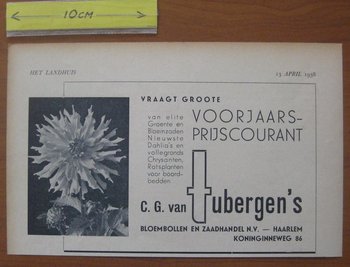 10CM
HET LANDHUIS
13 APRIL 1938
VRAAGT GROOTE
VOORJAARS-
PRIJSCOURANT
van elite
Groente en
Bloemzaden
Nieuwste
Dahlia's en
vollegronds
Chrysanten,
Rotsplanten
voor boord-
bedden.
C. G. van tubergen's
BLOEMBOLLEN EN ZAADHANDEL N.V. — HAARLEM
KONINGINNEWEG 86